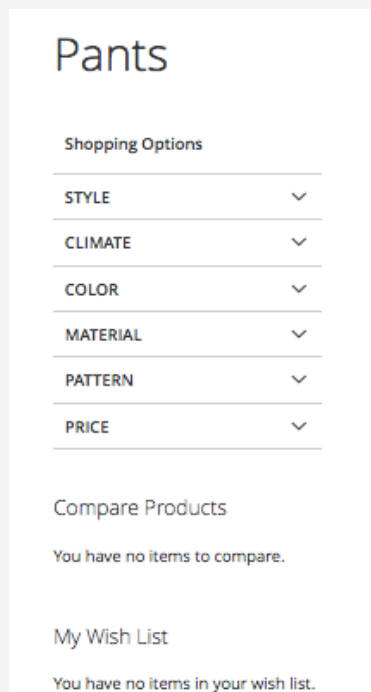 Pants
Shopping Options
STYLE
CLIMATE
COLOR
MATERIAL
PATTERN
PRICE
Compare Products
You have no items to compare.
My Wish List
You have no items in your wish list.